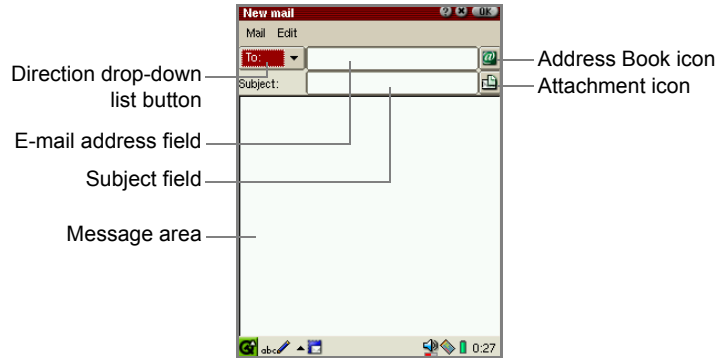 New mail ? X OK
Mail Edit
To:
Subject:
Direction drop-down
list button
E-mail address field
Subject field
Message area
Address Book icon
Attachment icon
abc 0:27